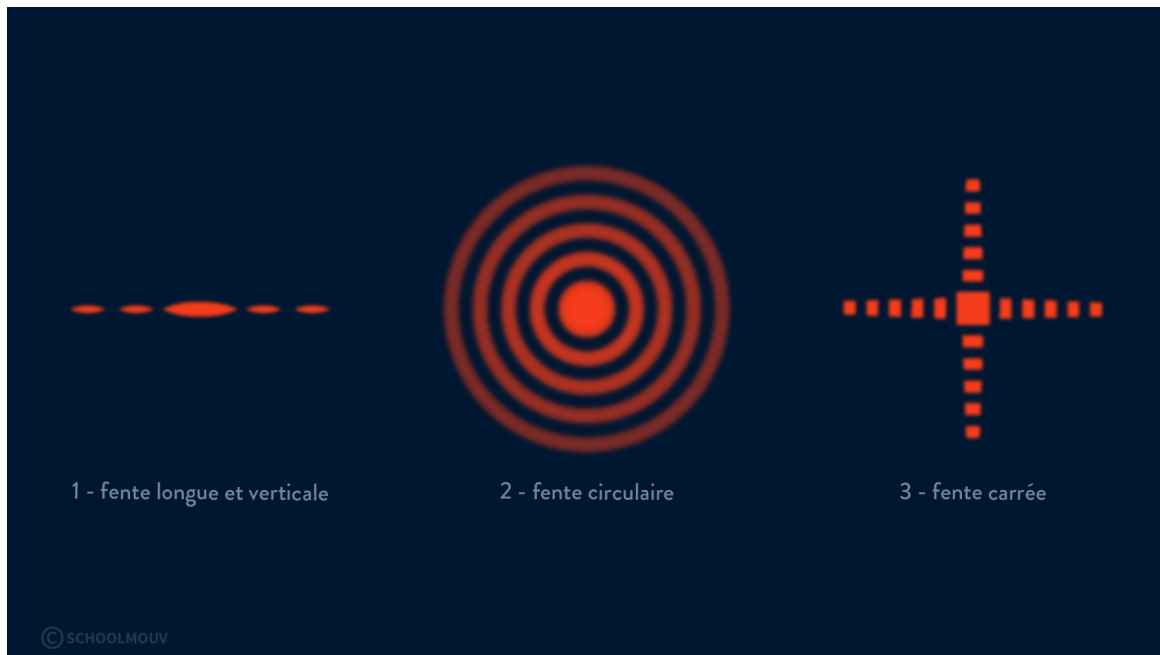 1 - fente longue et verticale
2 - fente circulaire
3 - fente carrée
© SCHOOLMOUV